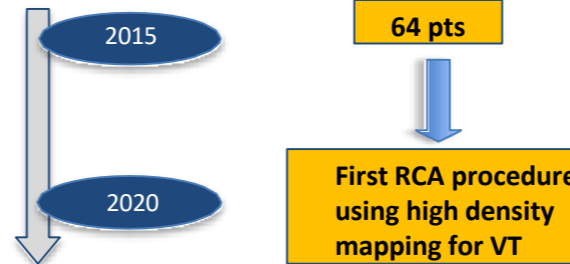 2015
64 pts
2020
First RCA procedure
using high density
mapping for VT